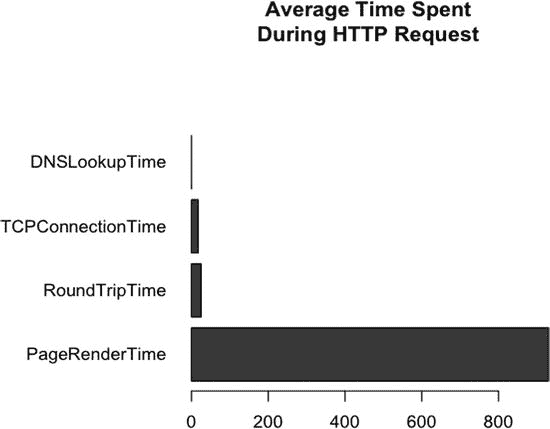 Average Time Spent
During HTTP Request
DNSLookupTime
TCPConnectionTime
RoundTripTime
PageRenderTime
0 200 400 600 800